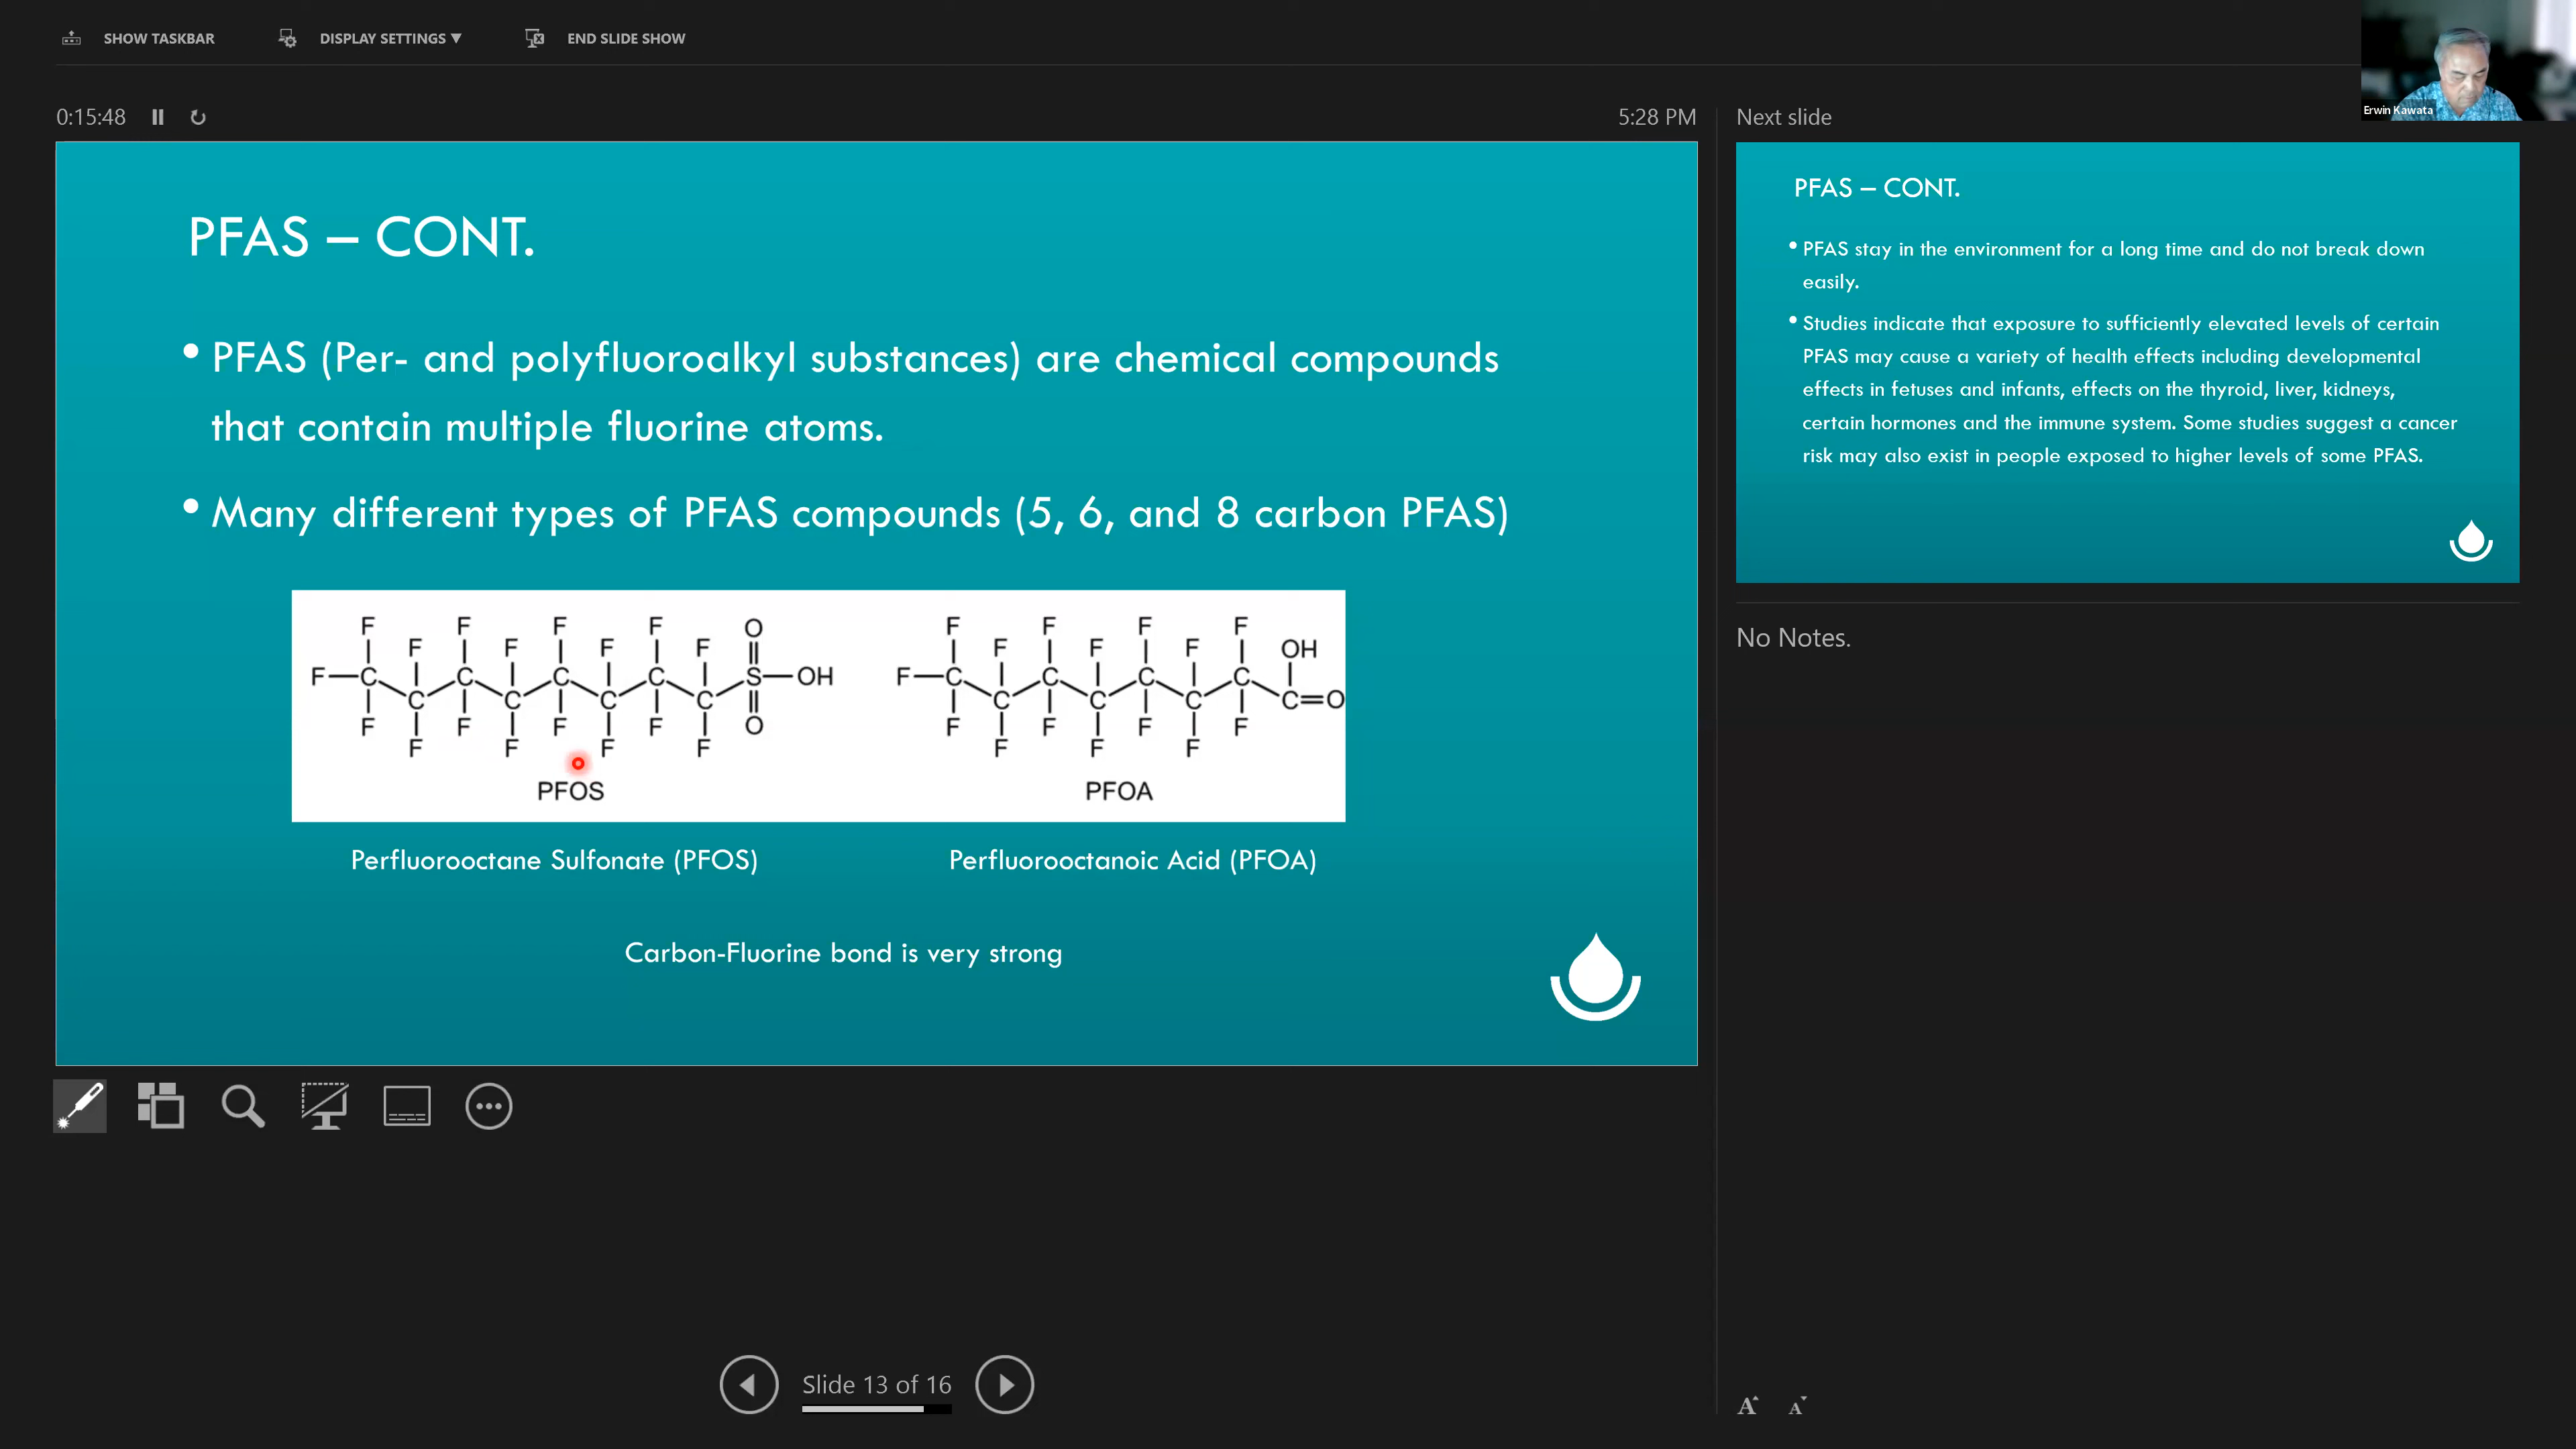 SHOW TASKBAR
DISPLAY SETTINGS ▼
END SLIDE SHOW
Erwin Kawata
0:15:48
5:28 PM
Next slide
PFAS – CONT.
• PFAS (Per- and polyfluoroalkyl substances) are chemical compounds
that contain multiple fluorine atoms.
• Many different types of PFAS compounds (5, 6, and 8 carbon PFAS)
F F F F O F F F F
F F F F F F F OH
F C C C S OH F C C C C
C C C C C C C C O
F F F F O F F F F
F F F F F F F
PFOS
PFOA
Perfluorooctane Sulfonate (PFOS)
Perfluorooctanoic Acid (PFOA)
Carbon-Fluorine bond is very strong
PFAS – CONT.
• PFAS stay in the environment for a long time and do not break down
easily.
• Studies indicate that exposure to sufficiently elevated levels of certain
PFAS may cause a variety of health effects including developmental
effects in fetuses and infants, effects on the thyroid, liver, kidneys,
certain hormones and the immune system. Some studies suggest a cancer
risk may also exist in people exposed to higher levels of some PFAS.
No Notes.
Slide 13 of 16
A A